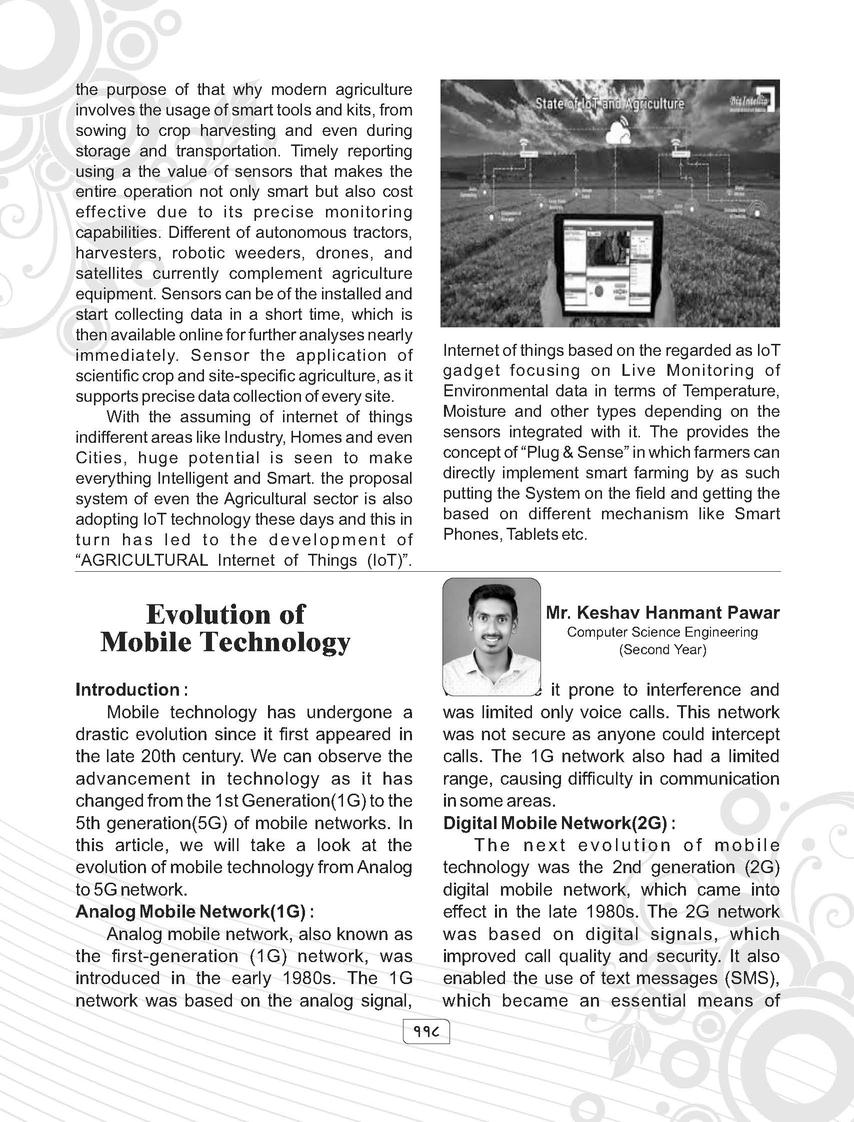 the purpose of that why modern agriculture
involves the usage of smart tools and kits, from
sowing to crop harvesting and even during
storage and transportation. Timely reporting
using a the value of sensors that makes the
entire operation not only smart but also cost
effective due to its precise monitoring
capabilities. Different of autonomous tractors,
harvesters, robotic weeders, drones, and
satellites currently complement agriculture
equipment. Sensors can be of the installed and
start collecting data in a short time, which is
then available online for further analyses nearly
immediately. Sensor the application of
scientific crop and site-specific agriculture, as it
supports precise data collection of every site.
With the assuming of internet of things
indifferent areas like Industry, Homes and even
Cities, huge potential is seen to make
everything Intelligent and Smart. the proposal
system of even the Agricultural sector is also
adopting IoT technology these days and this in
turn has led to the development of
“AGRICULTURAL Internet of Things (IoT)”.
State of IoT and Agriculture
Internet of things based on the regarded as IoT
gadget focusing on Live Monitoring of
Environmental data in terms of Temperature,
Moisture and other types depending on the
sensors integrated with it. The provides the
concept of “Plug & Sense” in which farmers can
directly implement smart farming by as such
putting the System on the field and getting the
based on different mechanism like Smart
Phones, Tablets etc.
Evolution of
Mobile Technology
Mr. Keshav Hanmant Pawar
Computer Science Engineering
(Second Year)
Introduction :
Mobile technology has undergone a
drastic evolution since it first appeared in
the late 20th century. We can observe the
advancement in technology as it has
changed from the 1st Generation(1G) to the
5th generation(5G) of mobile networks. In
this article, we will take a look at the
evolution of mobile technology from Analog
to 5G network.
Analog Mobile Network(1G) :
Analog mobile network, also known as
the first-generation (1G) network, was
introduced in the early 1980s. The 1G
network was based on the analog signal,
it prone to interference and
was limited only voice calls. This network
was not secure as anyone could intercept
calls. The 1G network also had a limited
range, causing difficulty in communication
in some areas.
Digital Mobile Network(2G) :
The next evolution of mobile
technology was the 2nd generation (2G)
digital mobile network, which came into
effect in the late 1980s. The 2G network
was based on digital signals, which
improved call quality and security. It also
enabled the use of text messages (SMS),
which became an essential means of
११८